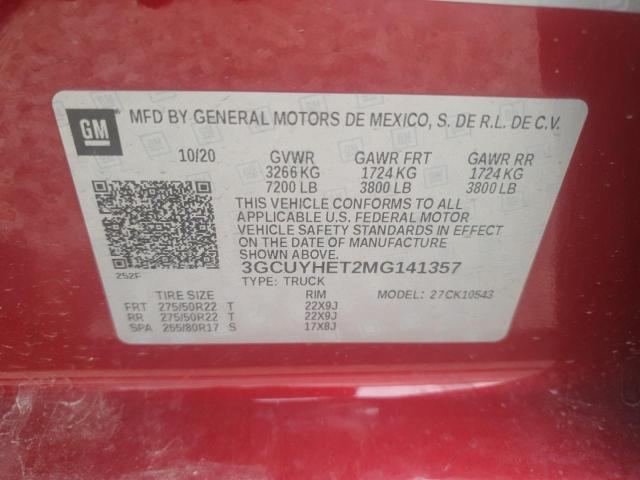 GM MFD BY GENERAL MOTORS DE MEXICO, S. DE R.L. DE C.V.
10/20 GVWR GAWR FRT GAWR RR
3266 KG 1724 KG 1724 KG
7200 LB 3800 LB 3800 LB
THIS VEHICLE CONFORMS TO ALL
APPLICABLE U.S. FEDERAL MOTOR
VEHICLE SAFETY STANDARDS IN EFFECT
ON THE DATE OF MANUFACTURE
SHOWN ABOVE.
252F 3GCUYHET2MG141357
TYPE: TRUCK
TIRE SIZE RIM MODEL: 27CK10543
FRT 275/50R22 T 22X9J
RR 275/50R22 T 22X9J
SPA 255/80R17 S 17X8J